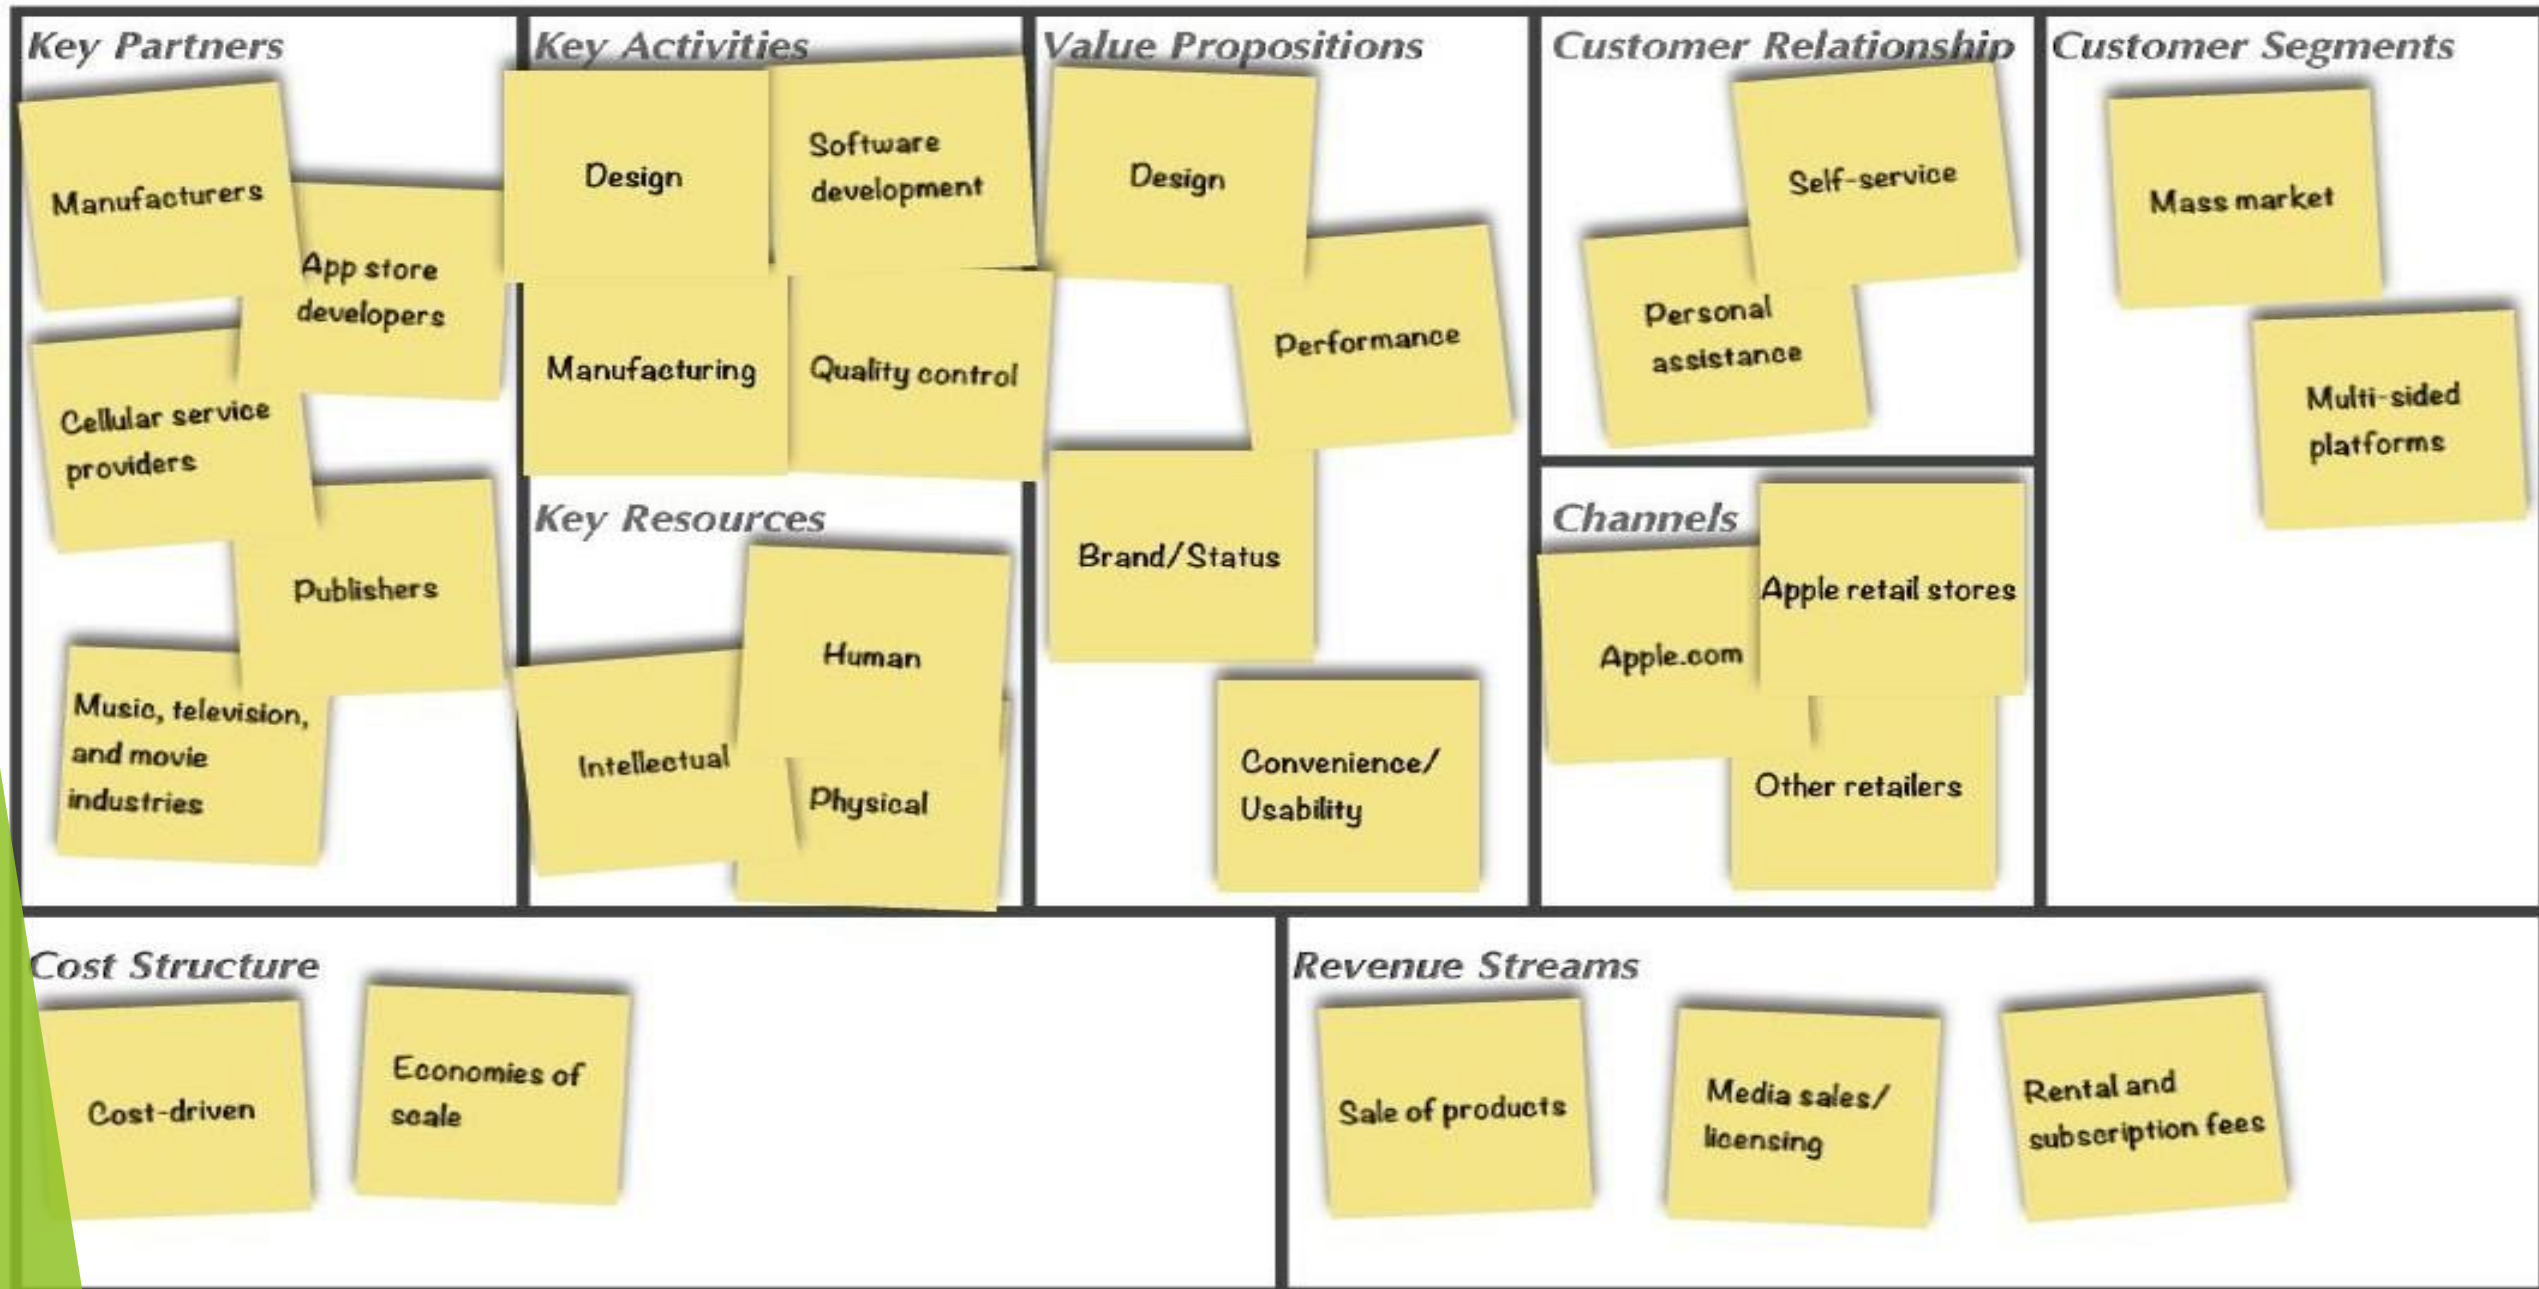 Key Partners
Manufacturers
App store
developers
Cellular service
providers
Publishers
Music, television,
and movie
industries
Key Activities
Design
Software
development
Manufacturing
Quality control
Key Resources
Human
Intellectual
Physical
Value Propositions
Design
Performance
Brand/Status
Convenience/
Usability
Customer Relationship
Self-service
Personal
assistance
Channels
Apple retail stores
Apple.com
Other retailers
Customer Segments
Mass market
Multi-sided
platforms
Cost Structure
Cost-driven
Economies of
scale
Revenue Streams
Sale of products
Media sales/
licensing
Rental and
subscription fees